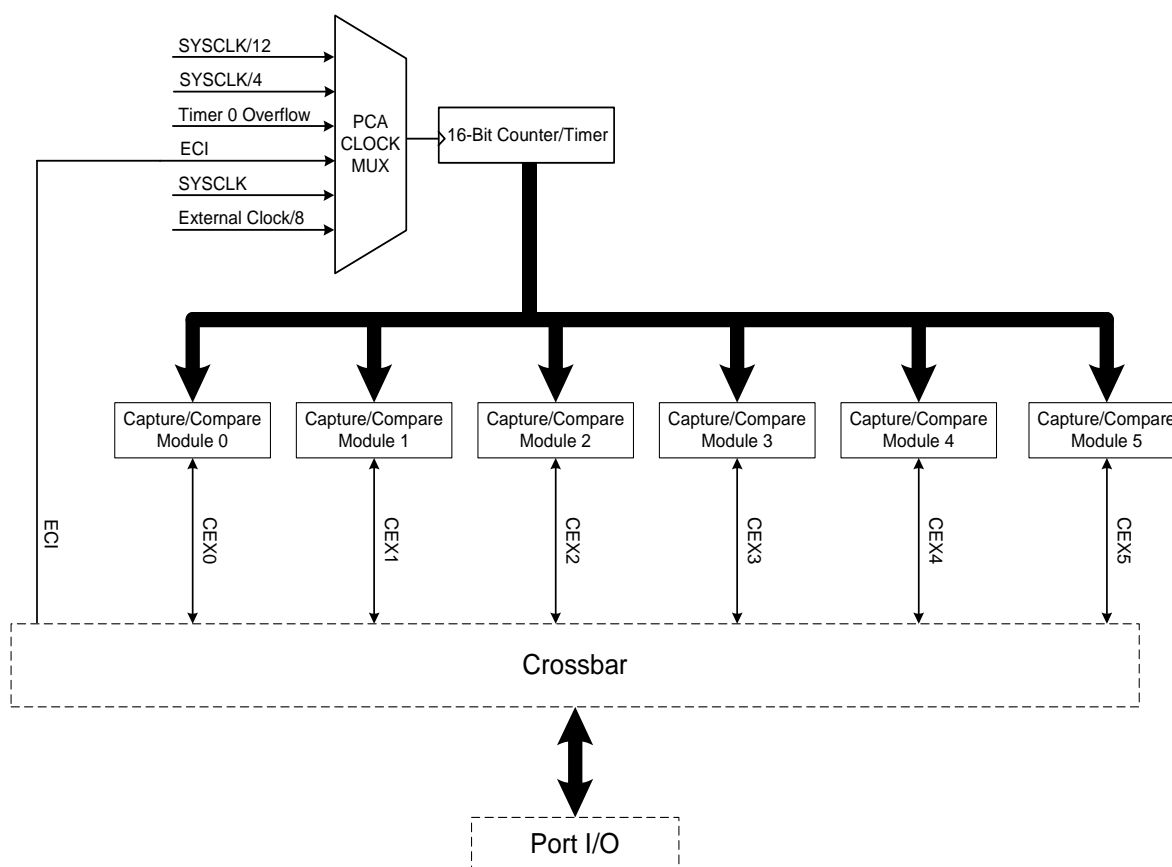 SYSCLK/12
SYSCLK/4
Timer 0 Overflow
ECI
SYSCLK
External Clock/8
PCA
CLOCK
MUX
16-Bit Counter/Timer
Capture/Compare
Module 0
Capture/Compare
Module 1
Capture/Compare
Module 2
Capture/Compare
Module 3
Capture/Compare
Module 4
Capture/Compare
Module 5
ECI
CEX0
CEX1
CEX2
CEX3
CEX4
CEX5
Crossbar
Port I/O